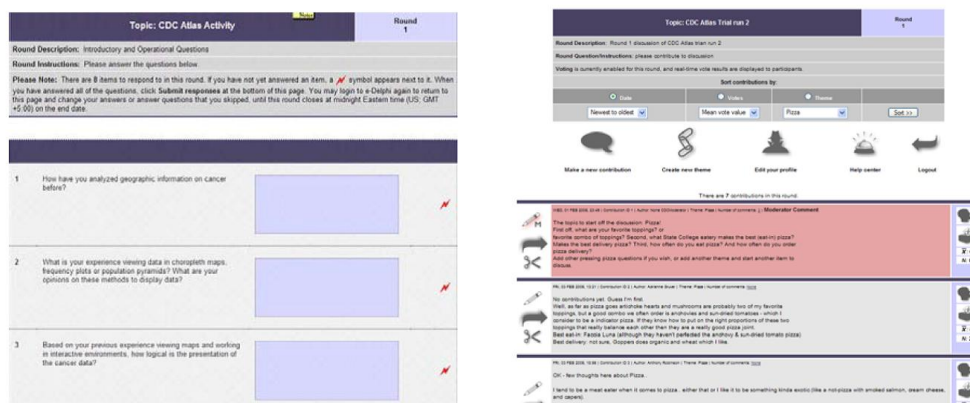 Note!
Topic: CDC Atlas Activity
Round
1
Round Description: Introductory and Operational Questions
Round Instructions: Please answer the questions below.
Please Note: There are 8 items to respond to in this round. If you have not yet answered an item, a symbol appears next to it. When
you have answered all of the questions, click Submit responses at the bottom of this page. You may login to e-Delphi again to return to
this page and change your answers or answer questions that you skipped, until this round closes at midnight Eastern time (US; GMT
+5:00) on the end date.
1
How have you analyzed geographic information on cancer
before?
2
What is your experience viewing data in choropleth maps,
frequency plots or population pyramids? What are your
opinions on these methods to display data?
3
Based on your previous experience viewing maps and working
in interactive environments, how logical is the presentation of
the cancer data?
Topic: CDC Atlas Trial run 2
Round
1
Round Description: Round 1 discussion of CDC Atlas trian run 2
Round Question/Instructions: please contribute to discussion
Voting is currently enabled for this round, and real-time vote results are displayed to participants.
Sort contributions by:
Date
Votes
Theme
Newest to oldest
Mean vote value
Pizza
Sort >>
Make a new contribution
Create new theme
Edit your profile
Help center
Logout
There are 7 contributions in this round.
Moderator Comment
M
The topic to start off the discussion: Pizza!
First off, what are your favorite toppings? or
favorite combo of toppings? Second, what State College eatery makes the best (eat-in) pizza?
Makes the best delivery pizza? Third, how often do you eat pizza? And how often do you order
pizza delivery?
Add other pressing pizza questions if you wish, or add another theme and start another item to
discuss.
No contributions yet. Guess I'm first.
Well, as far as pizza goes artichoke hearts and mushrooms are probably two of my favorite
toppings, but a good combo we often order is anchovies and sun-dried tomatoes - which I
consider to be a indicator pizza. If they know how to put on the right proportions of these two
toppings that really balance each other then they are a really good pizza joint.
Best eat-in: Faccia Luna (although they haven't perfected the anchovy & sun-dried tomato pizza)
Best delivery: not sure, Goppers does organic and wheat which I like.
OK - few thoughts here about Pizza.
I tend to be a meat eater when it comes to pizza.. either that or I like it to be something kinda exotic (like a not-pizza with smoked salmon, cream cheese,
and capers)